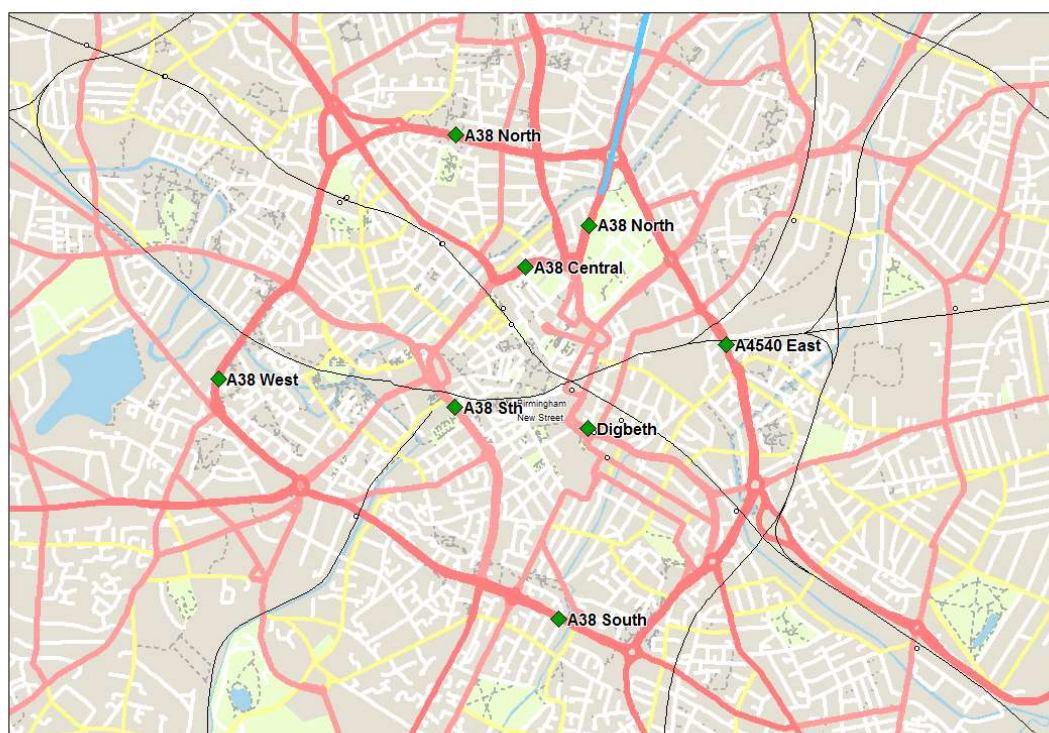 A38 North
A38 North
A38 Central
A4540 East
A38 West
A38 Sth
Birmingham
New Street
Digbeth
A38 South